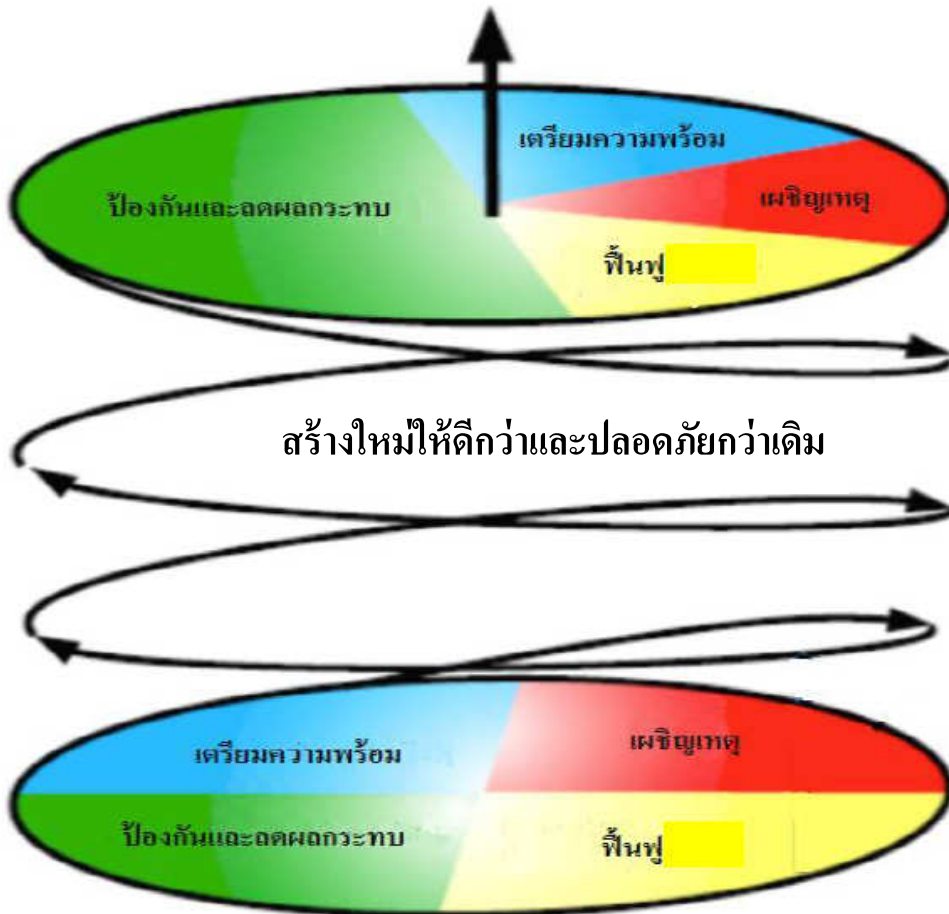 เตรียมความพร้อม
ป้องกันและลดผลกระทบ
เผชิญเหตุ
ฟื้นฟู
สร้างใหม่ให้ดีกว่าและปลอดภัยกว่าเดิม
เตรียมความพร้อม
เผชิญเหตุ
ป้องกันและลดผลกระทบ
ฟื้นฟู